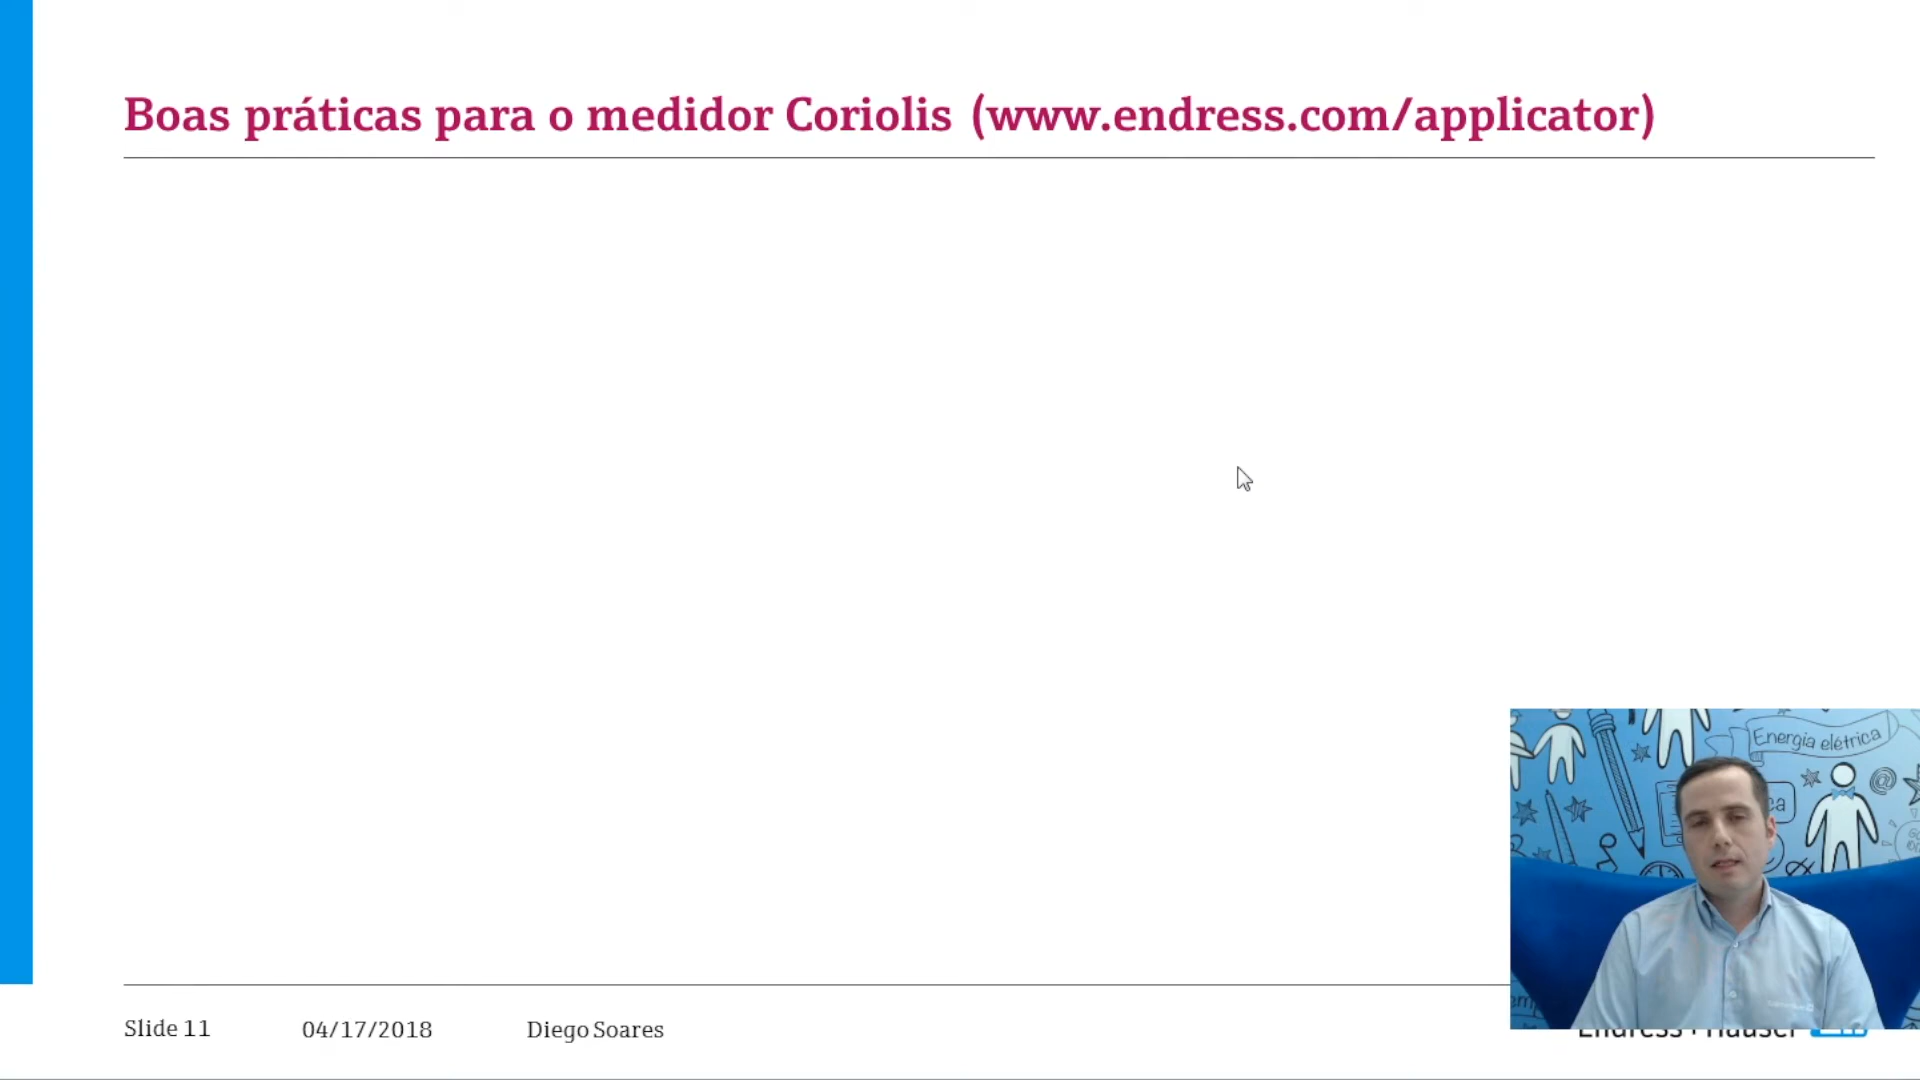 Boas práticas para o medidor Coriolis (www.endress.com/applicator)
Energia elétrica
Slide 11
04/17/2018
Diego Soares